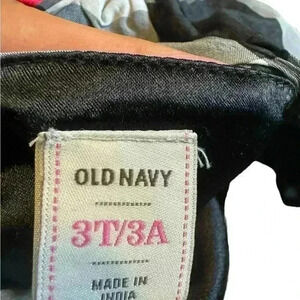 OLD NAVY
3T/3A
MADE IN
INDIA